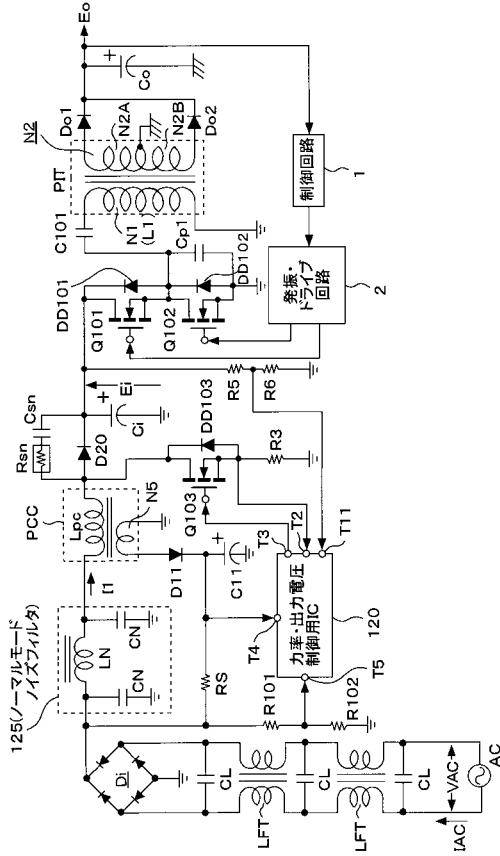 125(ノーマルモード
ノイズフィルタ)
PCC
Rsn
Csn
N2
PIT
Do1
Eo
N2A
Co
N2B
Do2
C101
N1
(L1)
Cp1
DD101
DD102
Q101
Q102
Ei
Ci
D20
Lpc
N5
I1
LN
CN
CN
Di
D11
C11
Q103
DD103
R3
R5
R6
発振・
ドライブ
回路
2
制御回路
1
RS
T4
T3
T2
T11
力率・出力電圧
制御用IC
120
T5
R101
R102
CL
CL
CL
LFT
LFT
VAC
IAC
AC